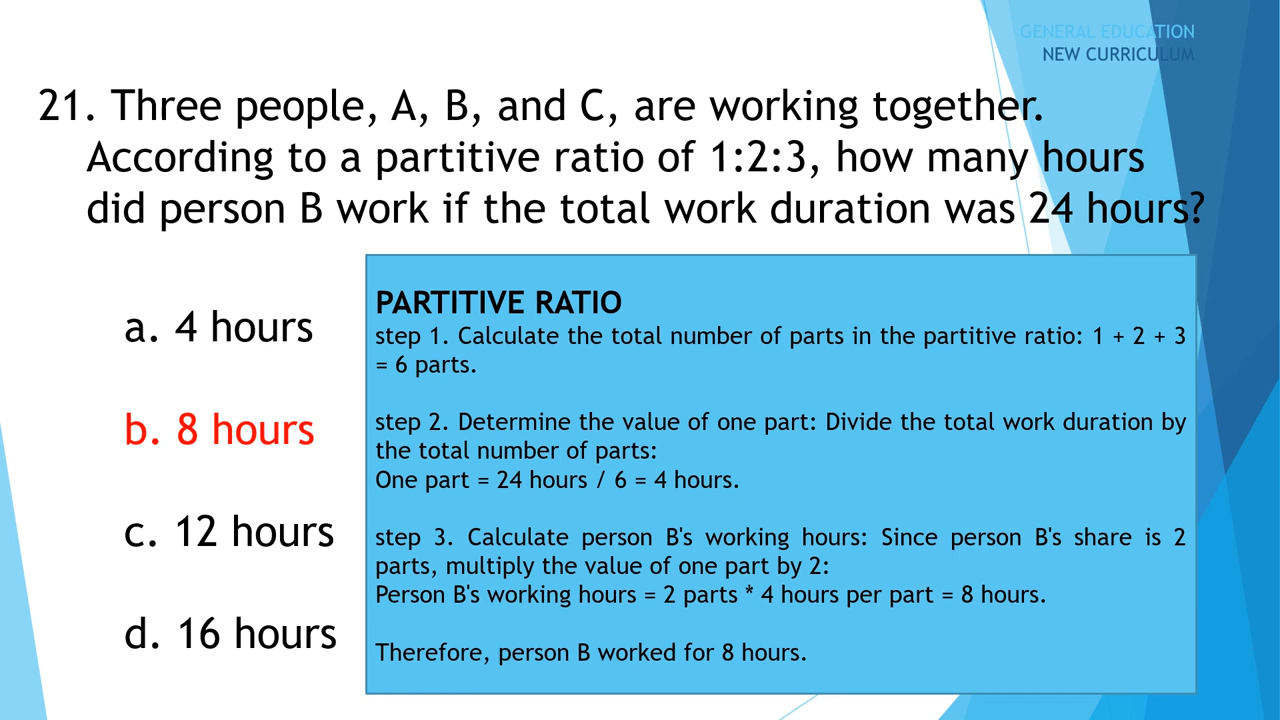 GENERAL EDUCATION
NEW CURRICULUM
21. Three people, A, B, and C, are working together.
According to a partitive ratio of 1:2:3, how many hours
did person B work if the total work duration was 24 hours?
a. 4 hours
b. 8 hours
c. 12 hours
d. 16 hours
PARTITIVE RATIO
step 1. Calculate the total number of parts in the partitive ratio: 1 + 2 + 3
= 6 parts.
step 2. Determine the value of one part: Divide the total work duration by
the total number of parts:
One part = 24 hours / 6 = 4 hours.
step 3. Calculate person B's working hours: Since person B's share is 2
parts, multiply the value of one part by 2:
Person B's working hours = 2 parts * 4 hours per part = 8 hours.
Therefore, person B worked for 8 hours.